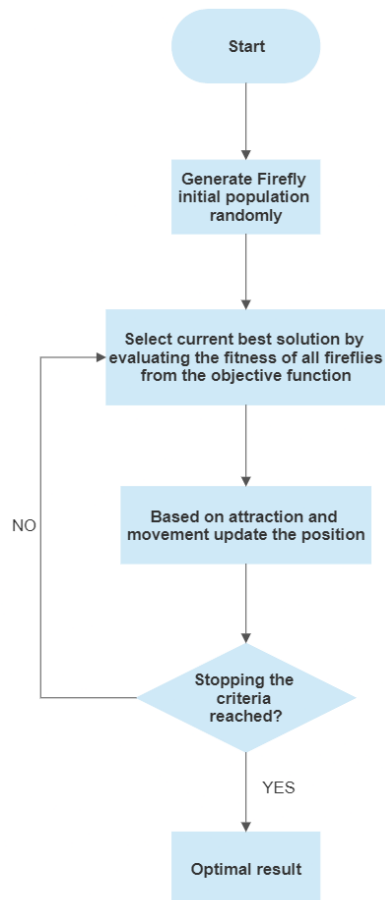 Start
Generate Firefly
initial population
randomly
Select current best solution by
evaluating the fitness of all fireflies
from the objective function
Based on attraction and
movement update the position
NO
Stopping the
criteria
reached?
YES
Optimal result